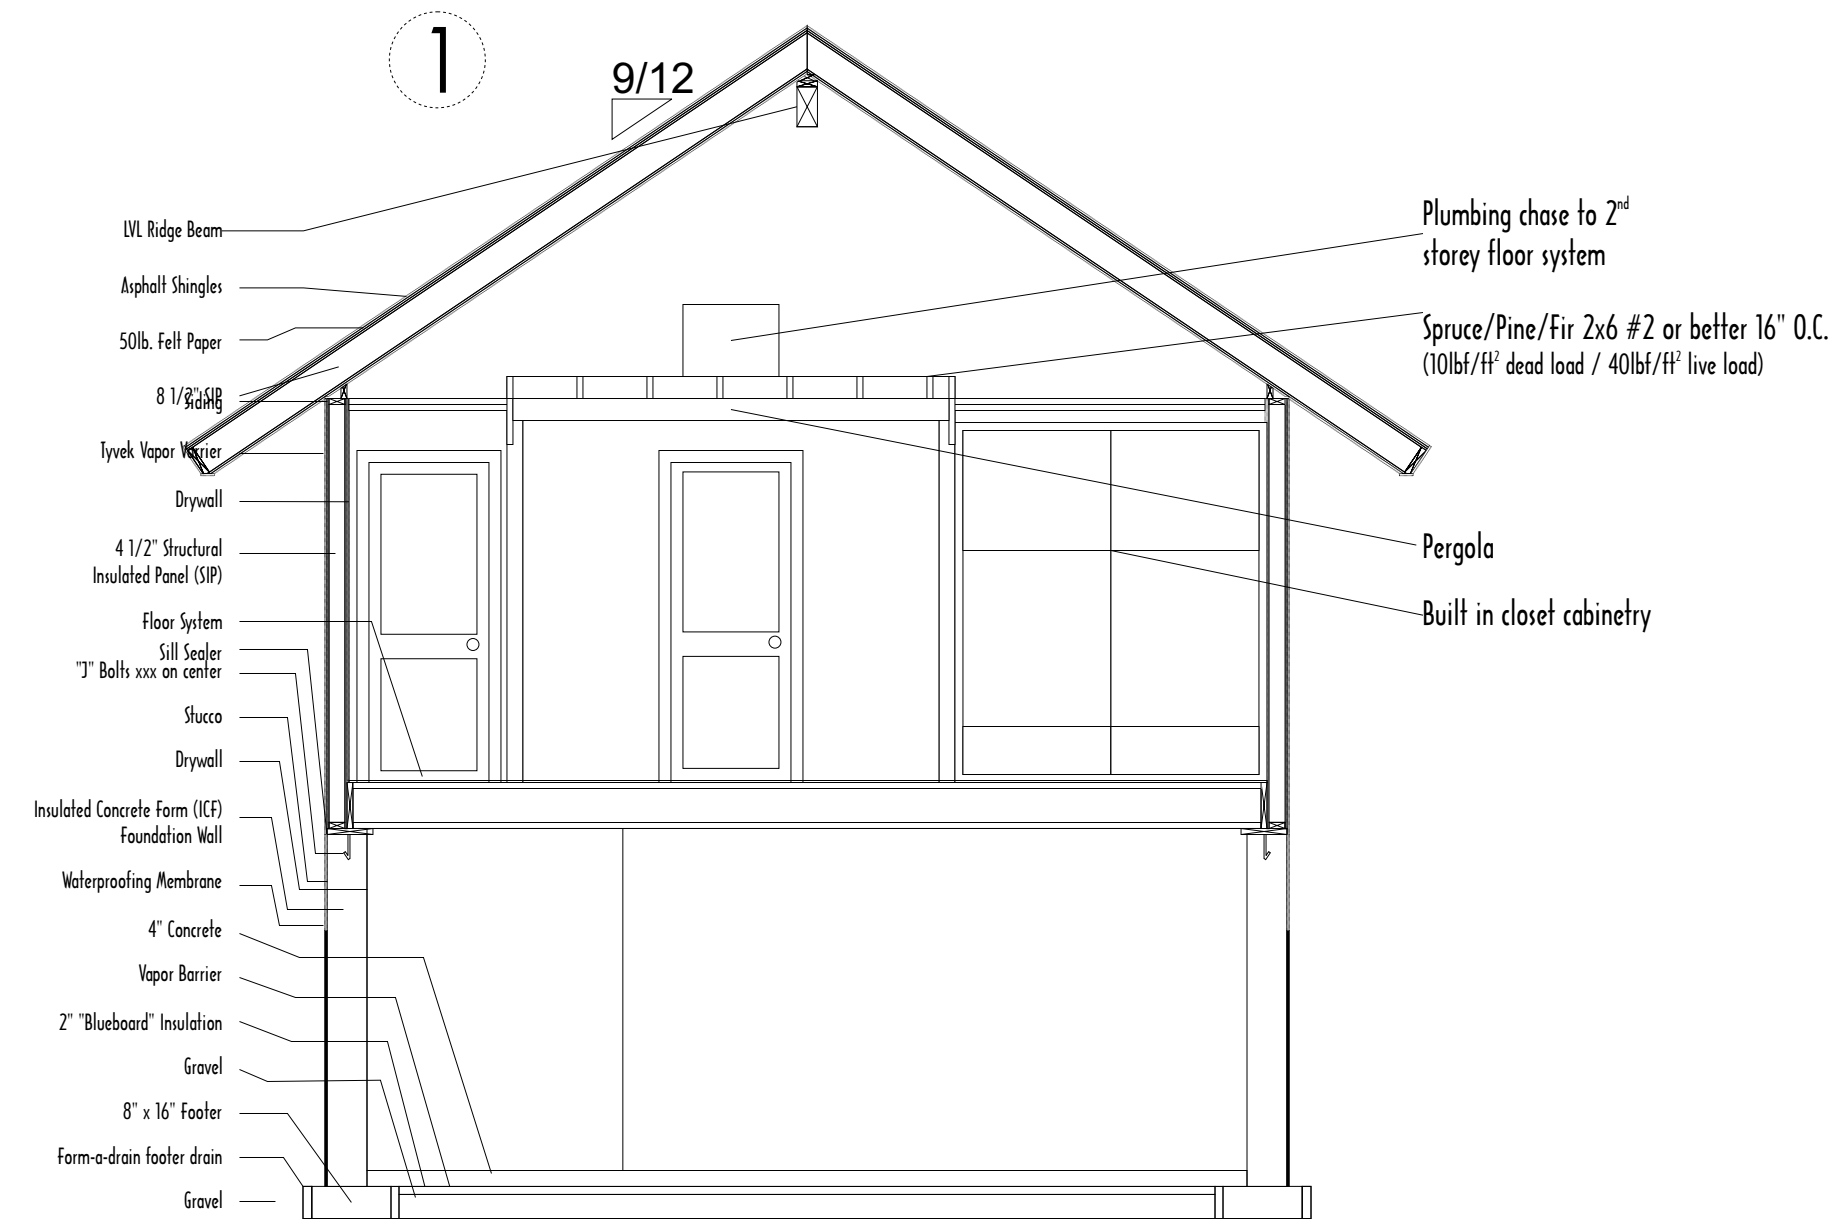 1
9/12
LVL Ridge Beam
Asphalt Shingles
50lb. Felt Paper
8 1/2" SIP
Siding
Tyvek Vapor Varrier
Drywall
4 1/2" Structural
Insulated Panel (SIP)
Floor System
Sill Sealer
"J" Bolts xxx on center
Stucco
Drywall
Insulated Concrete Form (ICF)
Foundation Wall
Waterproofing Membrane
4" Concrete
Vapor Barrier
2" "Blueboard" Insulation
Gravel
8" x 16" Footer
Form-a-drain footer drain
Gravel
Plumbing chase to 2nd
storey floor system
Spruce/Pine/Fir 2x6 #2 or better 16" O.C.
(10lbf/ft² dead load / 40lbf/ft² live load)
Pergola
Built in closet cabinetry